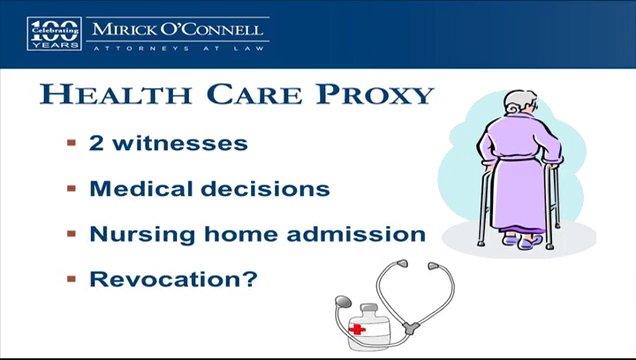 Celebrating
100
YEARS
MIRICK O'CONNELL
ATTORNEYS AT LAW
HEALTH CARE PROXY
2 witnesses
Medical decisions
Nursing home admission
Revocation?